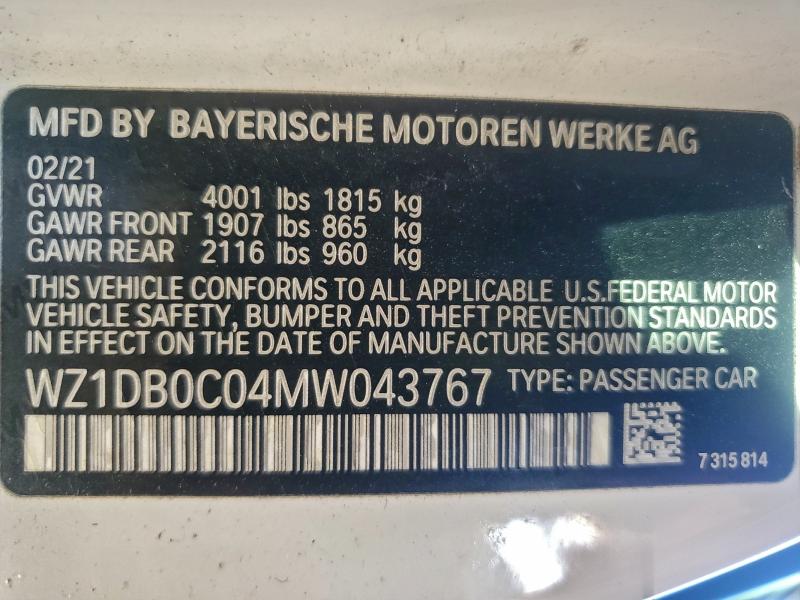 MFD BY BAYERISCHE MOTOREN WERKE AG
02/21
GVWR 4001 lbs 1815 kg
GAWR FRONT 1907 lbs 865 kg
GAWR REAR 2116 lbs 960 kg
THIS VEHICLE CONFORMS TO ALL APPLICABLE U.S.FEDERAL MOTOR
VEHICLE SAFETY, BUMPER AND THEFT PREVENTION STANDARDS
IN EFFECT ON THE DATE OF MANUFACTURE SHOWN ABOVE.
WZ1DB0C04MW043767 TYPE: PASSENGER CAR
7 315 814